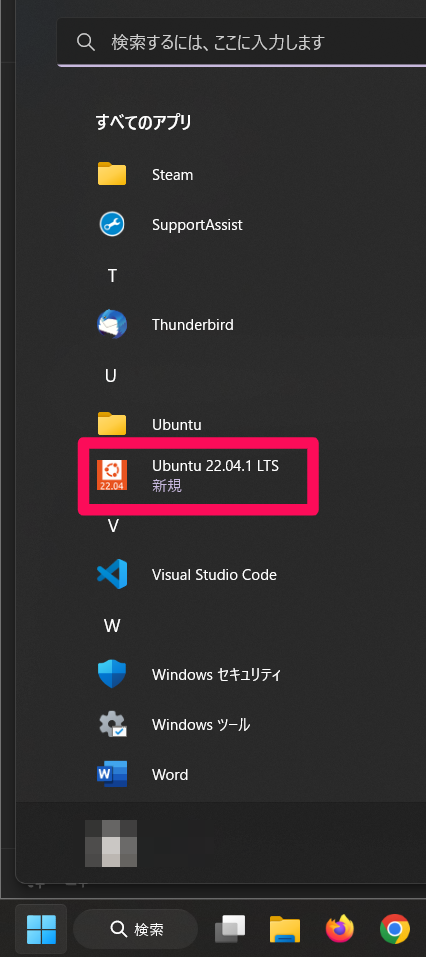 検索するには、ここに入力します
すべてのアプリ
Steam
SupportAssist
T
Thunderbird
U
Ubuntu
22.04
Ubuntu 22.04.1 LTS
新規
V
Visual Studio Code
W
Windows セキュリティ
Windows ツール
W
Word
検索